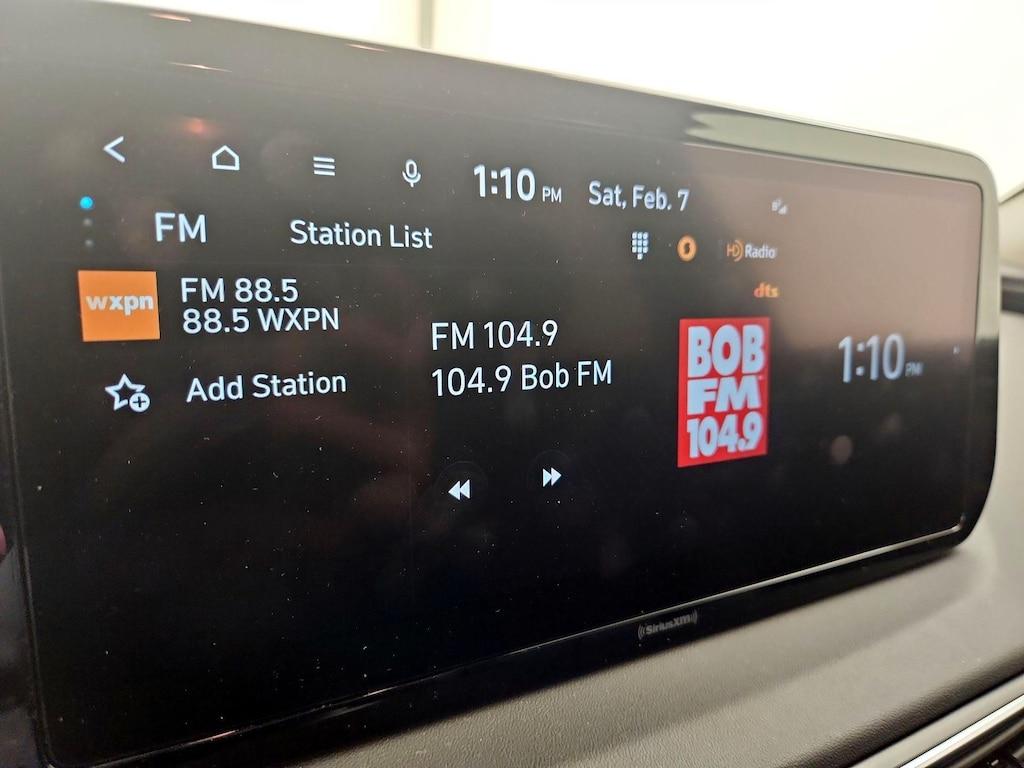 1:10 PM
Sat, Feb. 7
FM
Station List
HD Radio
dts
wxpn
FM 88.5
88.5 WXPN
Add Station
FM 104.9
104.9 Bob FM
BOB
FM
104.9
1:10 PM
SiriusXM